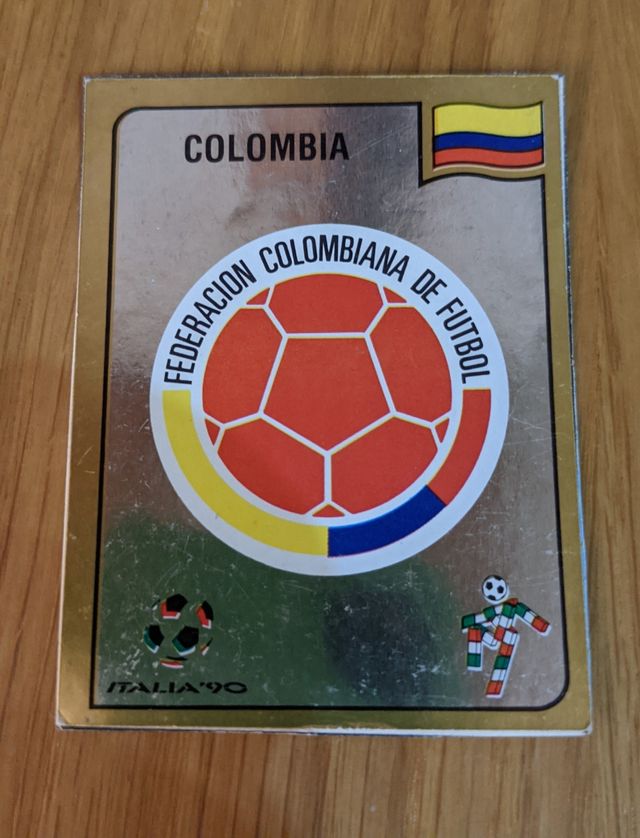 COLOMBIA
FEDERACION COLOMBIANA DE FUTBOL
ITALIA'90